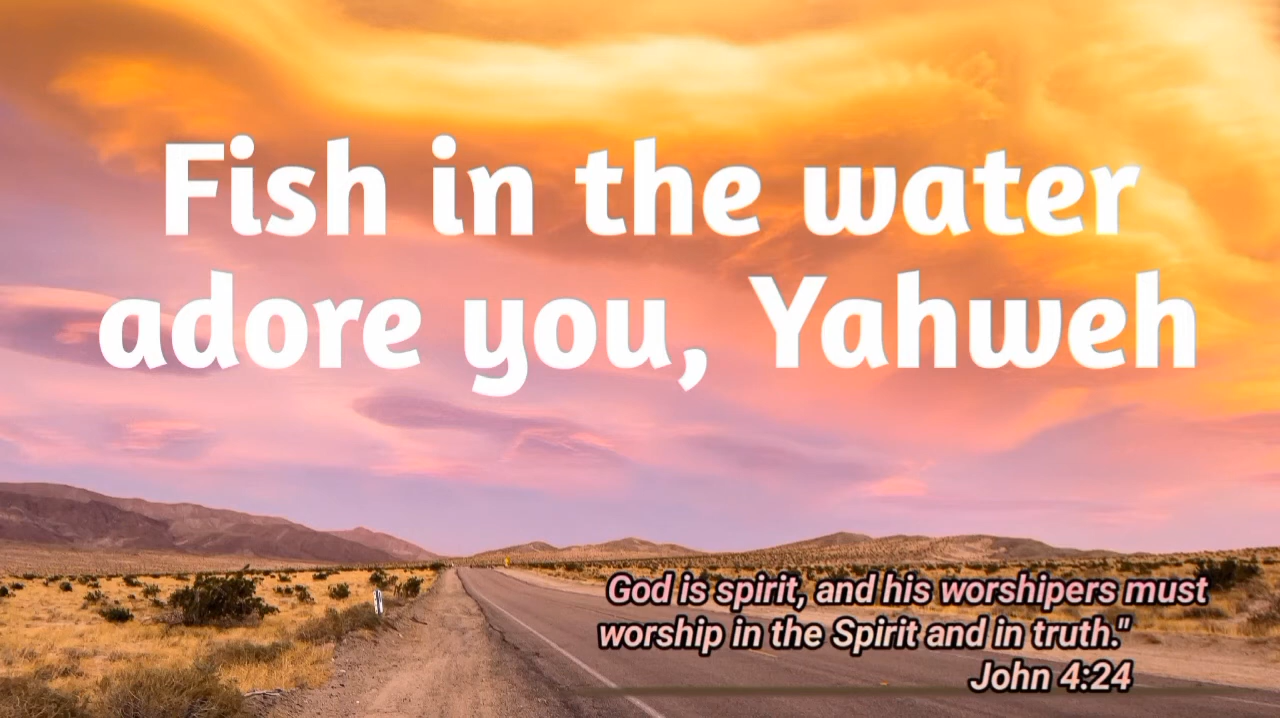 Fish in the water
adore you, Yahweh
God is spirit, and his worshipers must
worship in the Spirit and in truth."
John 4:24